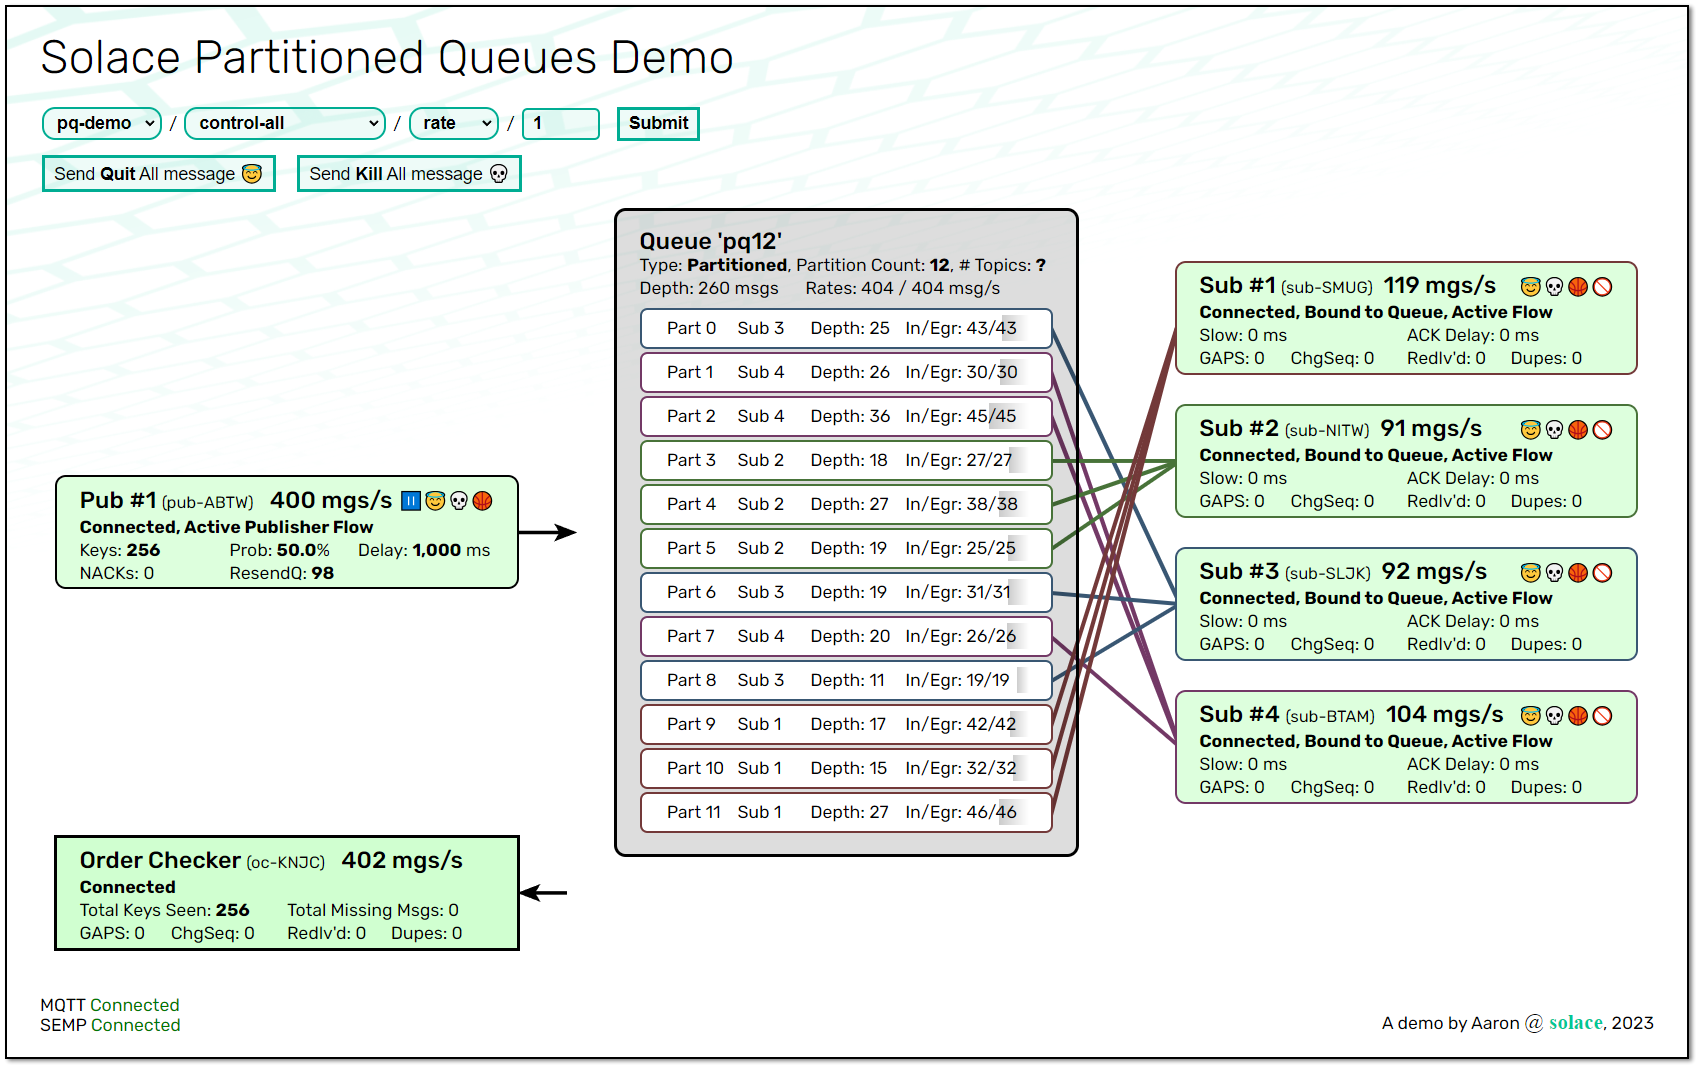 Solace Partitioned Queues Demo
pq-demo / control-all / rate / 1 Submit
Send Quit All message Send Kill All message
Queue 'pq12'
Type: Partitioned, Partition Count: 12, # Topics: ?
Depth: 260 msgs Rates: 404 / 404 msg/s
Part 0 Sub 3 Depth: 25 In/Egr: 43/43
Part 1 Sub 4 Depth: 26 In/Egr: 30/30
Part 2 Sub 4 Depth: 36 In/Egr: 45/45
Part 3 Sub 2 Depth: 18 In/Egr: 27/27
Part 4 Sub 2 Depth: 27 In/Egr: 38/38
Part 5 Sub 2 Depth: 19 In/Egr: 25/25
Part 6 Sub 3 Depth: 19 In/Egr: 31/31
Part 7 Sub 4 Depth: 20 In/Egr: 26/26
Part 8 Sub 3 Depth: 11 In/Egr: 19/19
Part 9 Sub 1 Depth: 17 In/Egr: 42/42
Part 10 Sub 1 Depth: 15 In/Egr: 32/32
Part 11 Sub 1 Depth: 27 In/Egr: 46/46
Pub #1 (pub-ABTW) 400 mgs/s
Connected, Active Publisher Flow
Keys: 256 Prob: 50.0% Delay: 1,000 ms
NACKs: 0 ResendQ: 98
Order Checker (oc-KNJC) 402 mgs/s
Connected
Total Keys Seen: 256 Total Missing Msgs: 0
GAPS: 0 ChgSeq: 0 Redlv'd: 0 Dupes: 0
Sub #1 (sub-SMUG) 119 mgs/s
Connected, Bound to Queue, Active Flow
Slow: 0 ms ACK Delay: 0 ms
GAPS: 0 ChgSeq: 0 Redlv'd: 0 Dupes: 0
Sub #2 (sub-NITW) 91 mgs/s
Connected, Bound to Queue, Active Flow
Slow: 0 ms ACK Delay: 0 ms
GAPS: 0 ChgSeq: 0 Redlv'd: 0 Dupes: 0
Sub #3 (sub-SLJK) 92 mgs/s
Connected, Bound to Queue, Active Flow
Slow: 0 ms ACK Delay: 0 ms
GAPS: 0 ChgSeq: 0 Redlv'd: 0 Dupes: 0
Sub #4 (sub-BTAM) 104 mgs/s
Connected, Bound to Queue, Active Flow
Slow: 0 ms ACK Delay: 0 ms
GAPS: 0 ChgSeq: 0 Redlv'd: 0 Dupes: 0
MQTT Connected
SEMP Connected
A demo by Aaron @ solace, 2023